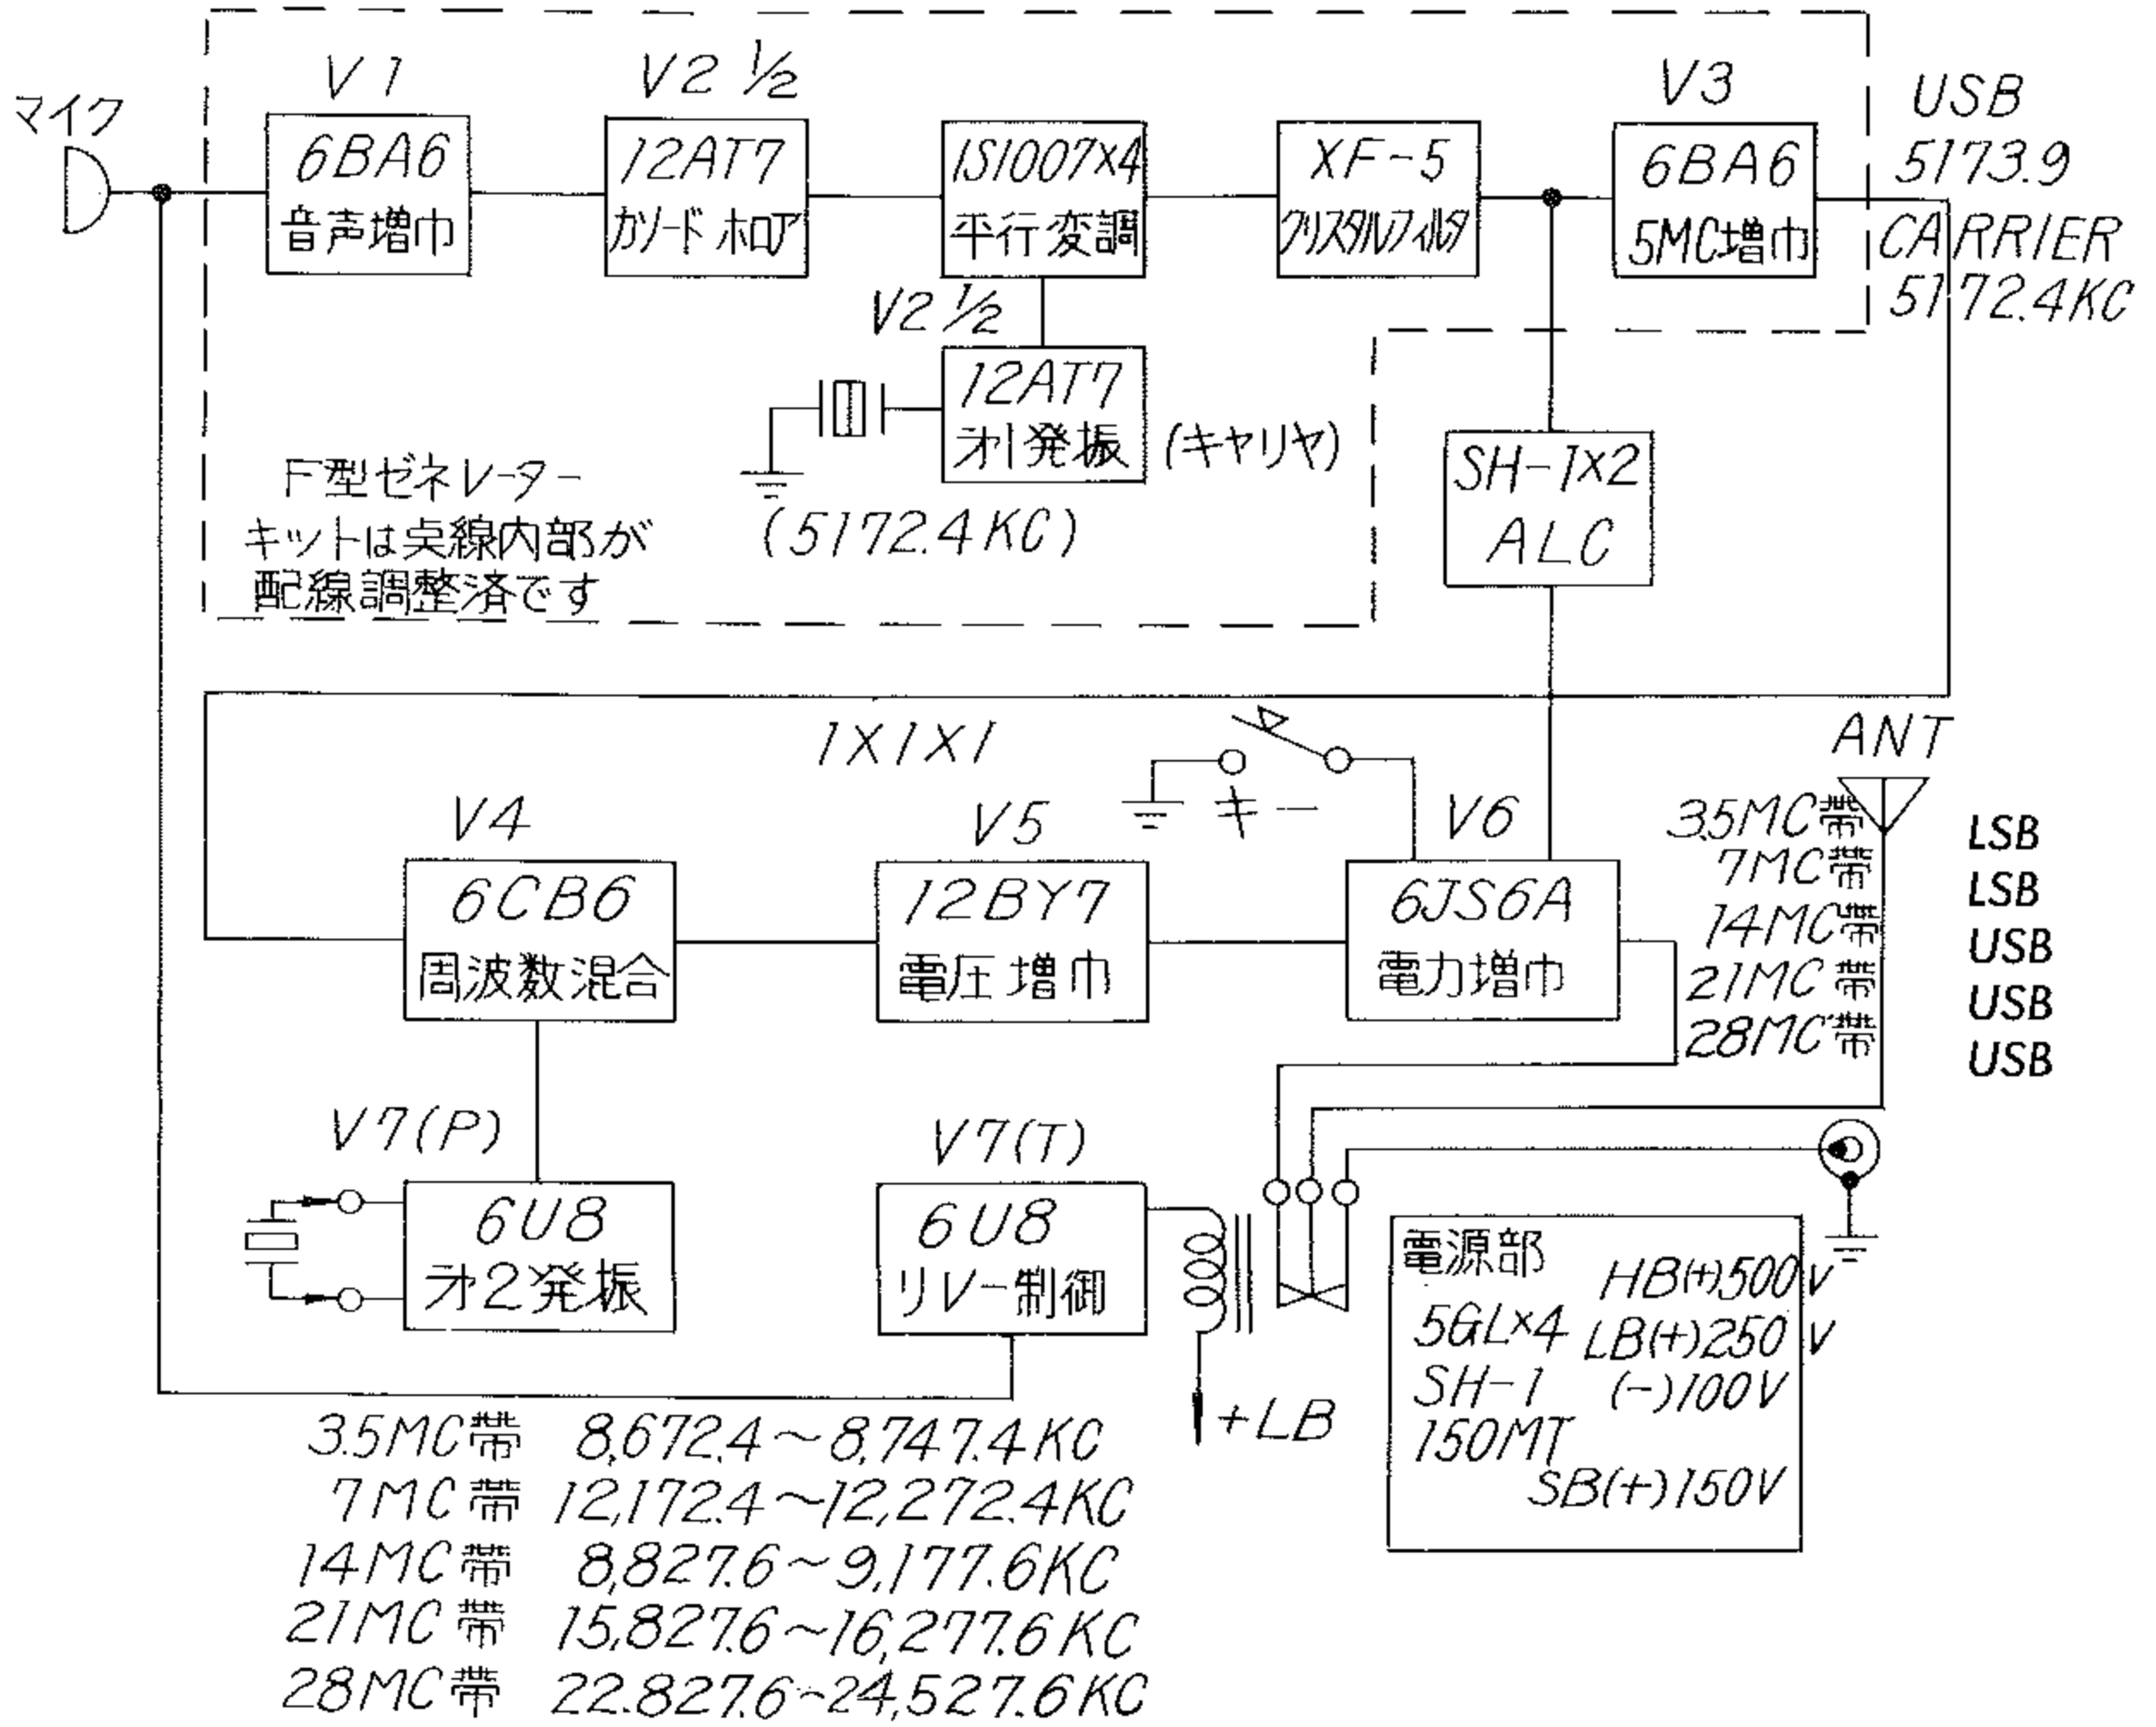 マイク
V1
6BA6
音声増巾
V2 ½
12AT7
カソードホロア
1S1007×4
平行変調
XF-5
クリスタルフィルタ
V3
6BA6
5MC増巾
USB
5173.9
CARRIER
5172.4KC
V2 ½
12AT7
才1発振
(キャリヤ)
(5172.4KC)
F型ゼネレーター
キットは点線内部が
配線調整済です
SH-1×2
ALC
1X1X1
キー
ANT
V4
6CB6
周波数混合
V5
12BY7
電圧増巾
V6
6JS6A
電力増巾
3.5MC帯 LSB
7MC帯 LSB
14MC帯 USB
21MC帯 USB
28MC帯 USB
V7(P)
6U8
才2発振
V7(T)
6U8
リレー制御
+LB
電源部
HB(+)500V
5GL×4 LB(+)250V
SH-1 (-)100V
150MT
SB(+)150V
3.5MC帯 8,672.4~8,747.4KC
7MC帯 12,172.4~12,272.4KC
14MC帯 8,827.6~9,177.6KC
21MC帯 15,827.6~16,277.6KC
28MC帯 22.827.6~24,527.6KC